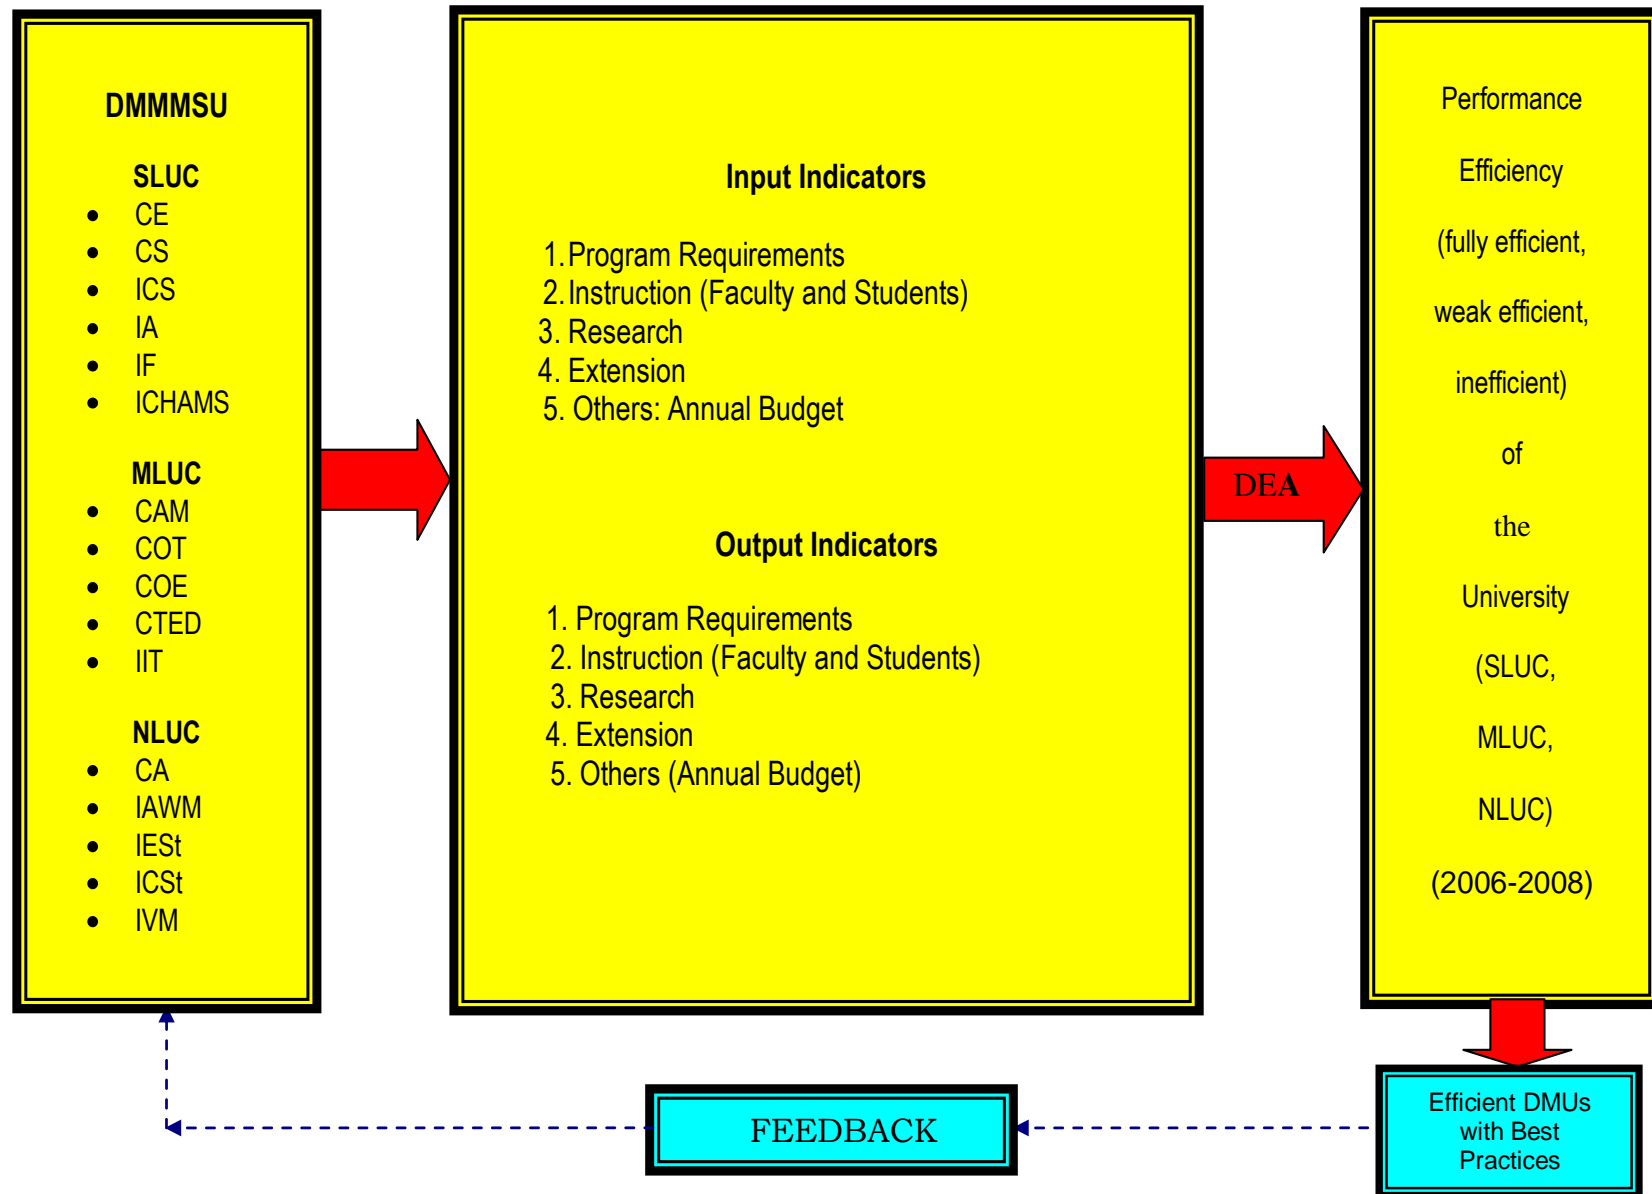 DMMMSU
SLUC
• CE
• CS
• ICS
• IA
• IF
• ICHAMS
MLUC
• CAM
• COT
• COE
• CTED
• IIT
NLUC
• CA
• IAWM
• IESt
• ICSt
• IVM
Input Indicators
1. Program Requirements
2. Instruction (Faculty and Students)
3. Research
4. Extension
5. Others: Annual Budget
Output Indicators
1. Program Requirements
2. Instruction (Faculty and Students)
3. Research
4. Extension
5. Others (Annual Budget)
DEA
Performance
Efficiency
(fully efficient,
weak efficient,
inefficient)
of
the
University
(SLUC,
MLUC,
NLUC)
(2006-2008)
Efficient DMUs
with Best
Practices
FEEDBACK